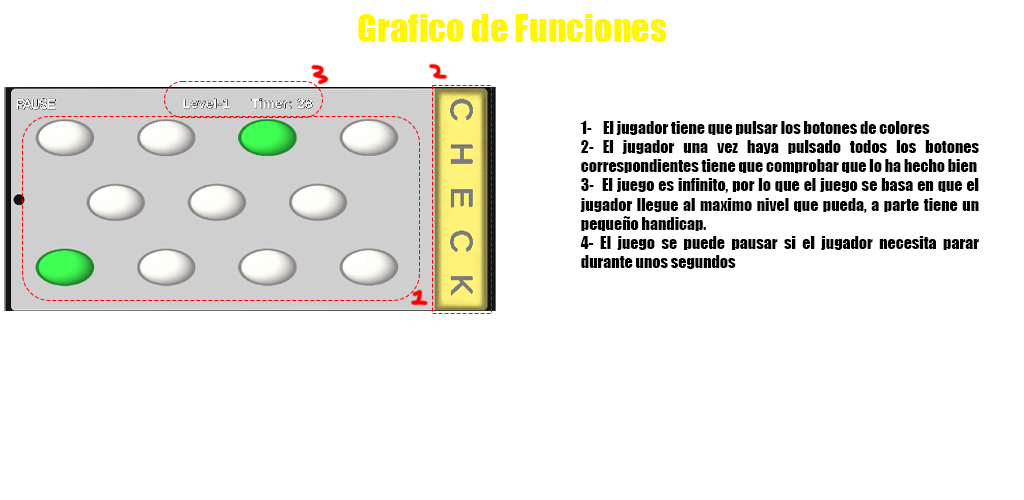 Grafico de Funciones
3
2
PAUSE
Level-1 Timer: 28
CHECK
1
1- El jugador tiene que pulsar los botones de colores
2- El jugador una vez haya pulsado todos los botones
correspondientes tiene que comprobar que lo ha hecho bien
3- El juego es infinito, por lo que el juego se basa en que el
jugador llegue al maximo nivel que pueda, a parte tiene un
pequeño handicap.
4- El juego se puede pausar si el jugador necesita parar
durante unos segundos